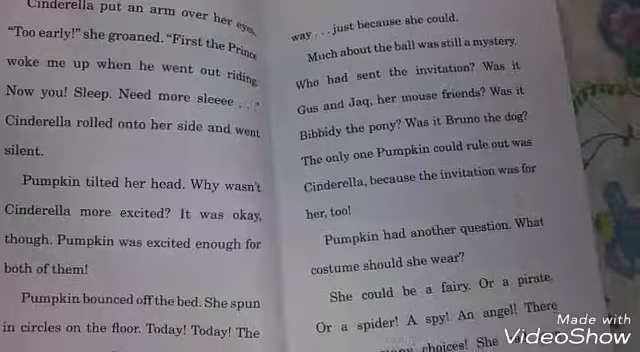 Cinderella put an arm over her eyes.
"Too early!" she groaned. "First the Prince
woke me up when he went out riding.
Now you! Sleep. Need more sleeee . . ."
Cinderella rolled onto her side and went
silent.
Pumpkin tilted her head. Why wasn't
Cinderella more excited? It was okay,
though. Pumpkin was excited enough for
both of them!
Pumpkin bounced off the bed. She spun
in circles on the floor. Today! Today! The
way . . . just because she could.
Much about the ball was still a mystery.
Who had sent the invitation? Was it
Gus and Jaq, her mouse friends? Was it
Bibbidy the pony? Was it Bruno the dog?
The only one Pumpkin could rule out was
Cinderella, because the invitation was for
her, too!
Pumpkin had another question. What
costume should she wear?
She could be a fairy. Or a pirate.
Or a spider! A spy! An angel! There
many choices! She
Made with
VideoShow